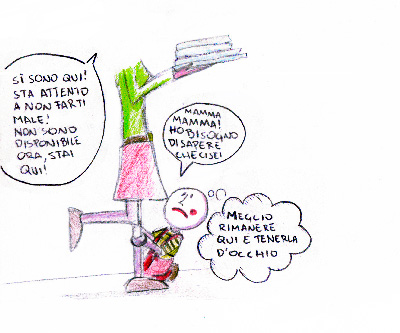 SÌ SONO QUI!
STA ATTENTO
A NON FARTI
MALE!
NON SONO
DISPONIBILE
ORA, STAI
QUI!
MAMMA
MAMMA!
HO BISOGNO
DI SAPERE
CHE CI SEI
MEGLIO
RIMANERE
QUI E TENERLA
D'OCCHIO